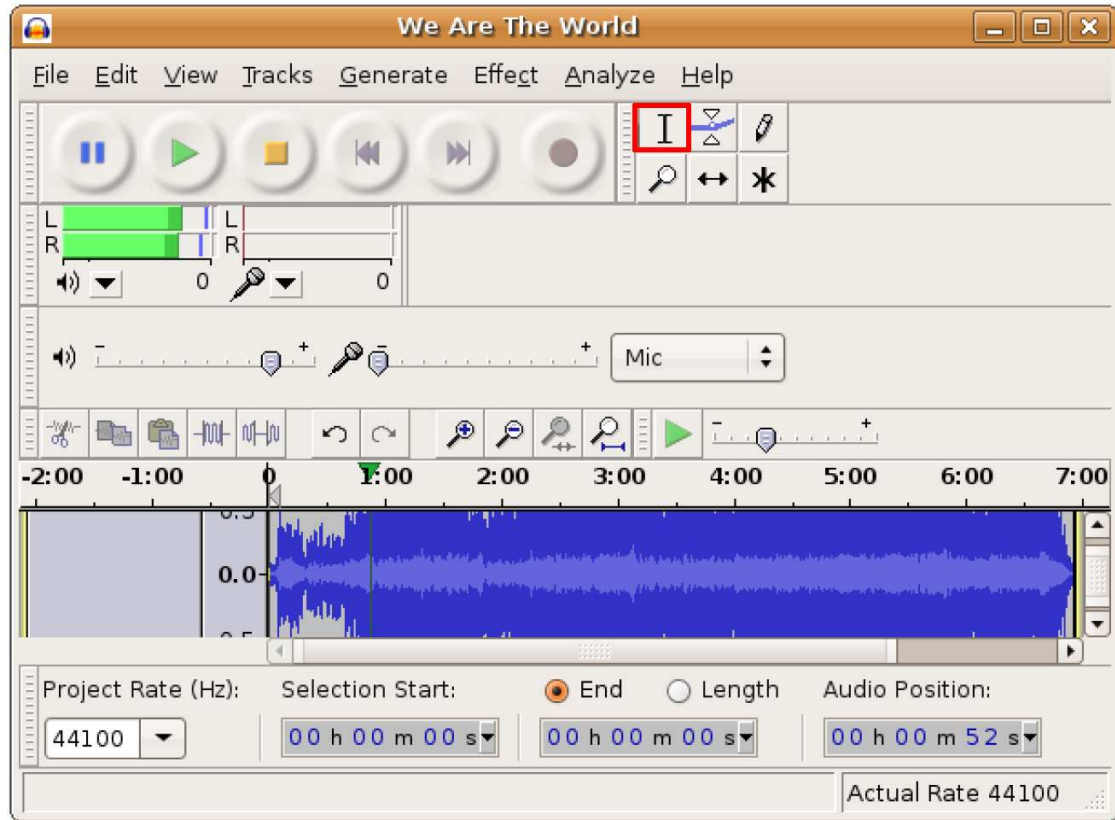 We Are The World
File Edit View Tracks Generate Effect Analyze Help
L L
R R
0 0
- + - + Mic
- +
-2:00 -1:00 0 1:00 2:00 3:00 4:00 5:00 6:00 7:00
0.0-
Project Rate (Hz): Selection Start: End Length Audio Position:
44100 00 h 00 m 00 s 00 h 00 m 00 s 00 h 00 m 52 s
Actual Rate 44100